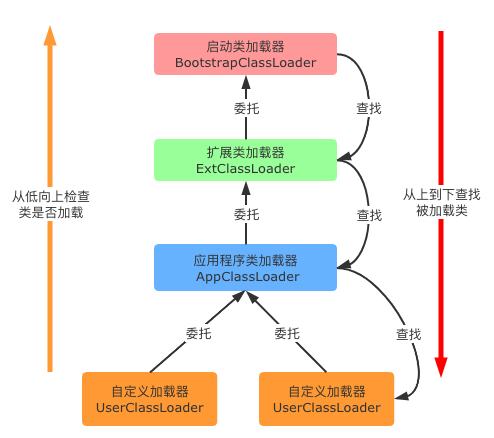 启动类加载器
BootstrapClassLoader
委托
查找
扩展类加载器
ExtClassLoader
从低向上检查
类是否加载
从上到下查找
被加载类
委托
查找
应用程序类加载器
AppClassLoader
委托
委托
查找
自定义加载器
UserClassLoader
自定义加载器
UserClassLoader